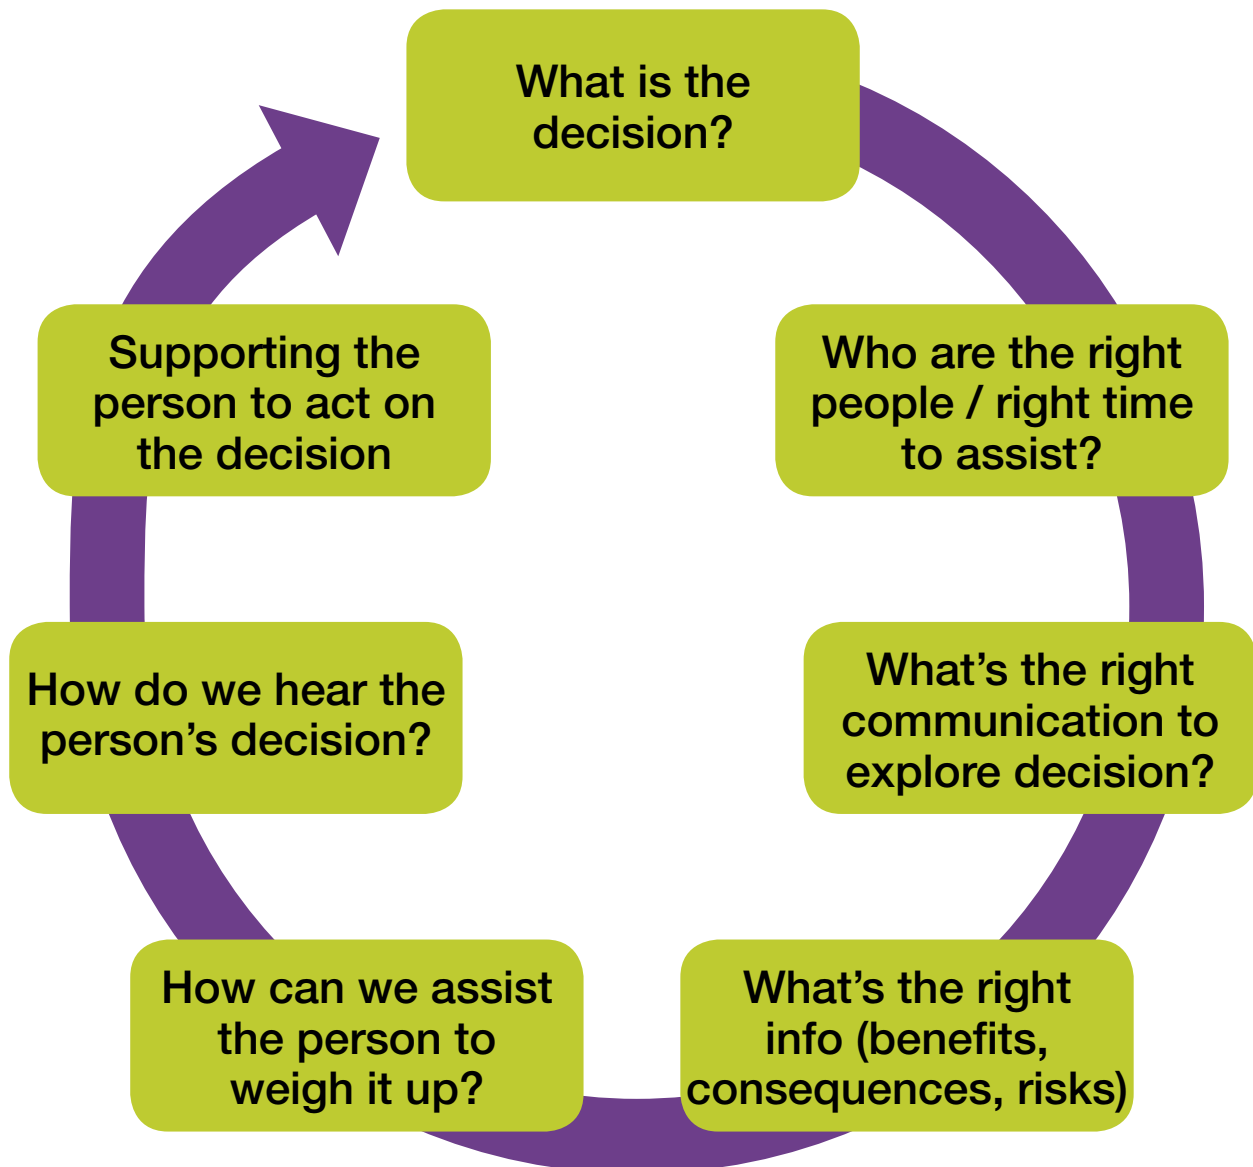 What is the
decision?
Who are the right
people / right time
to assist?
What’s the right
communication to
explore decision?
What’s the right
info (benefits,
consequences, risks)
How can we assist
the person to
weigh it up?
How do we hear the
person’s decision?
Supporting the
person to act on
the decision